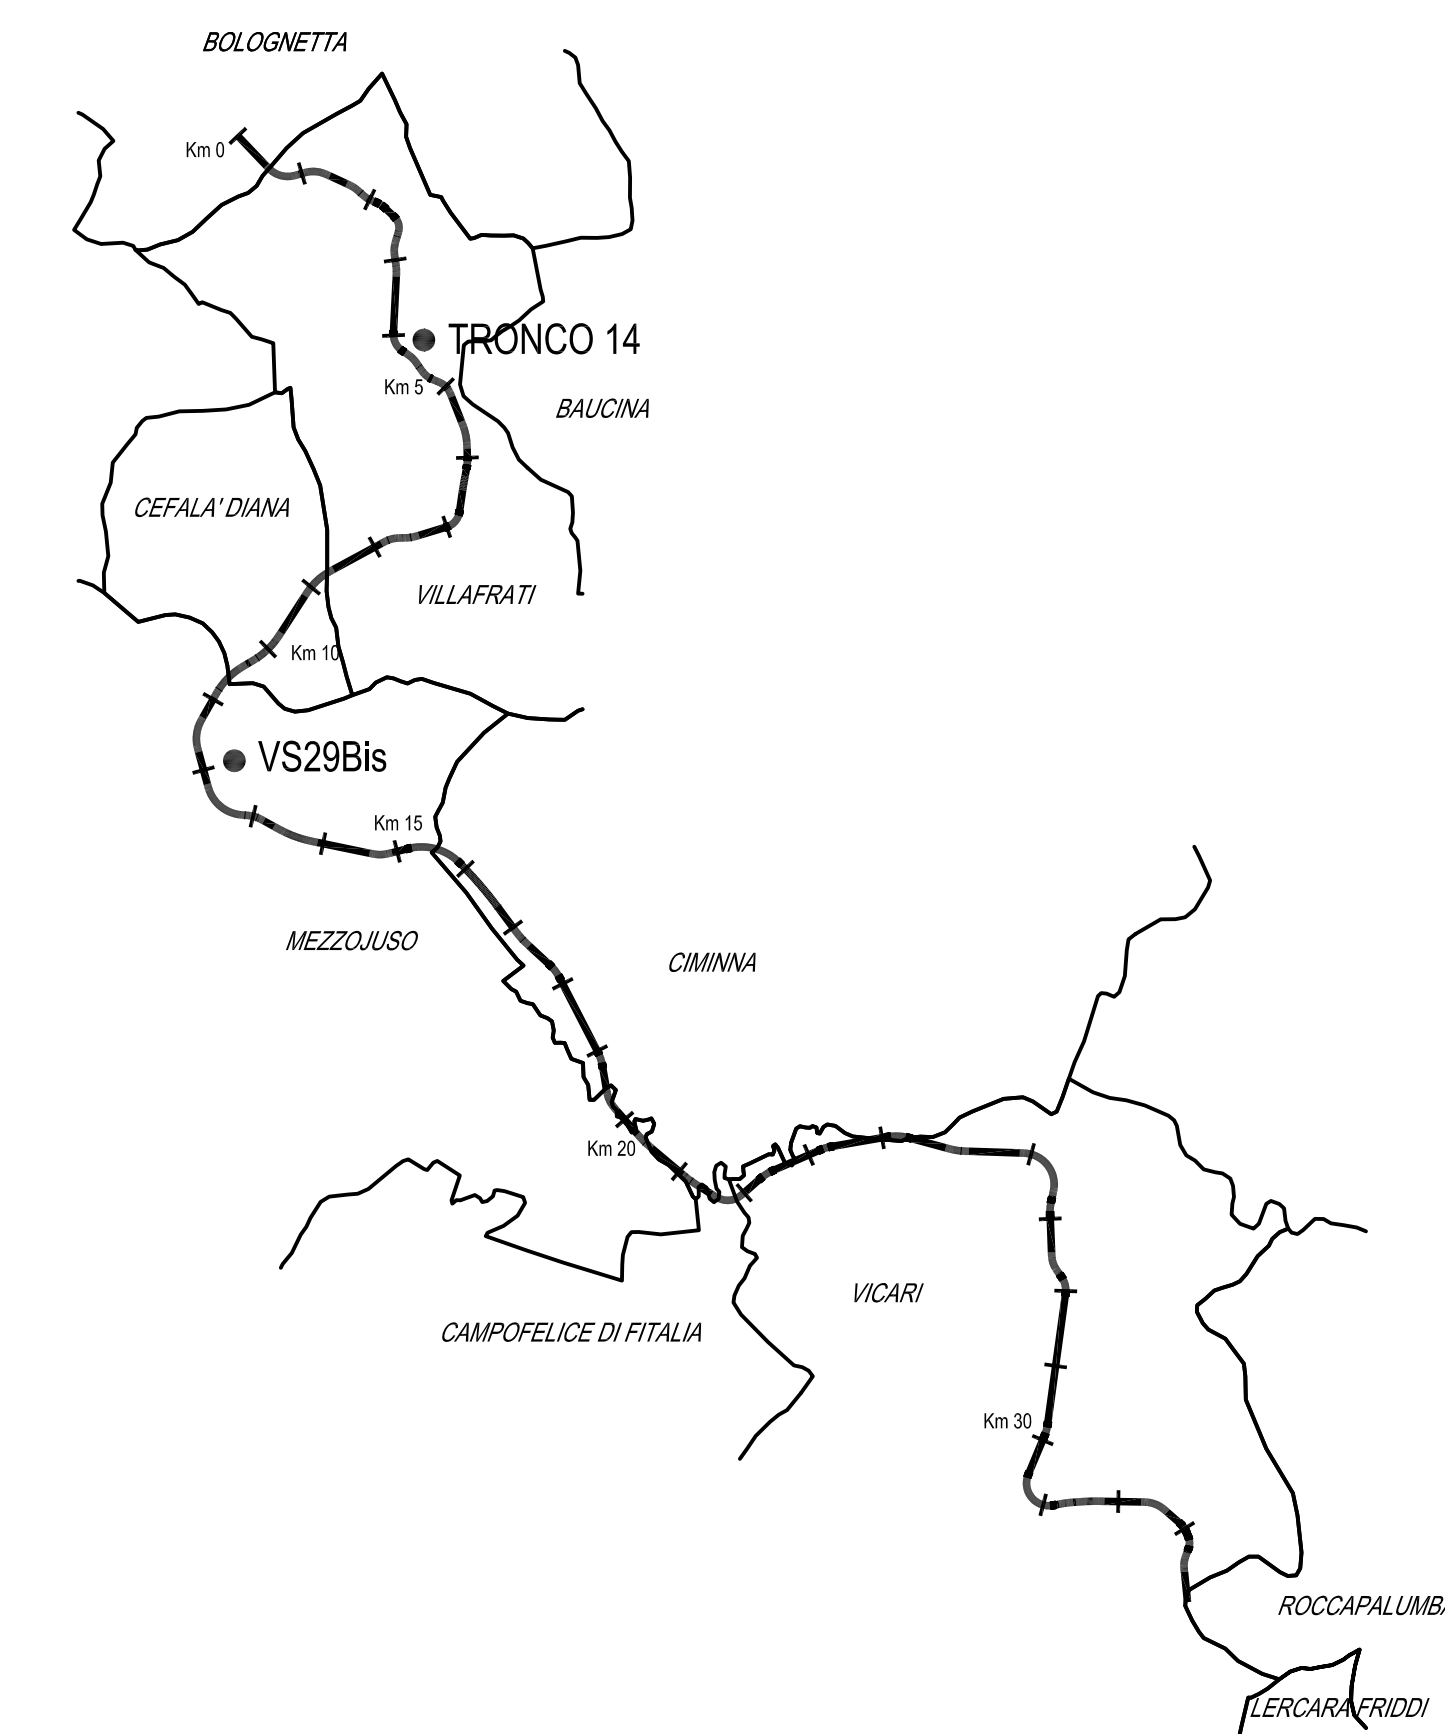 BOLOGNETTA
Km 0
TRONCO 14
Km 5
BAUCINA
CEFALA' DIANA
VILLAFRATI
Km 10
VS29Bis
Km 15
MEZZOJUSO
CIMINNA
Km 20
VICARI
CAMPOFELICE DI FITALIA
Km 30
ROCCAPALUMBA
LERCARA FRIDDI